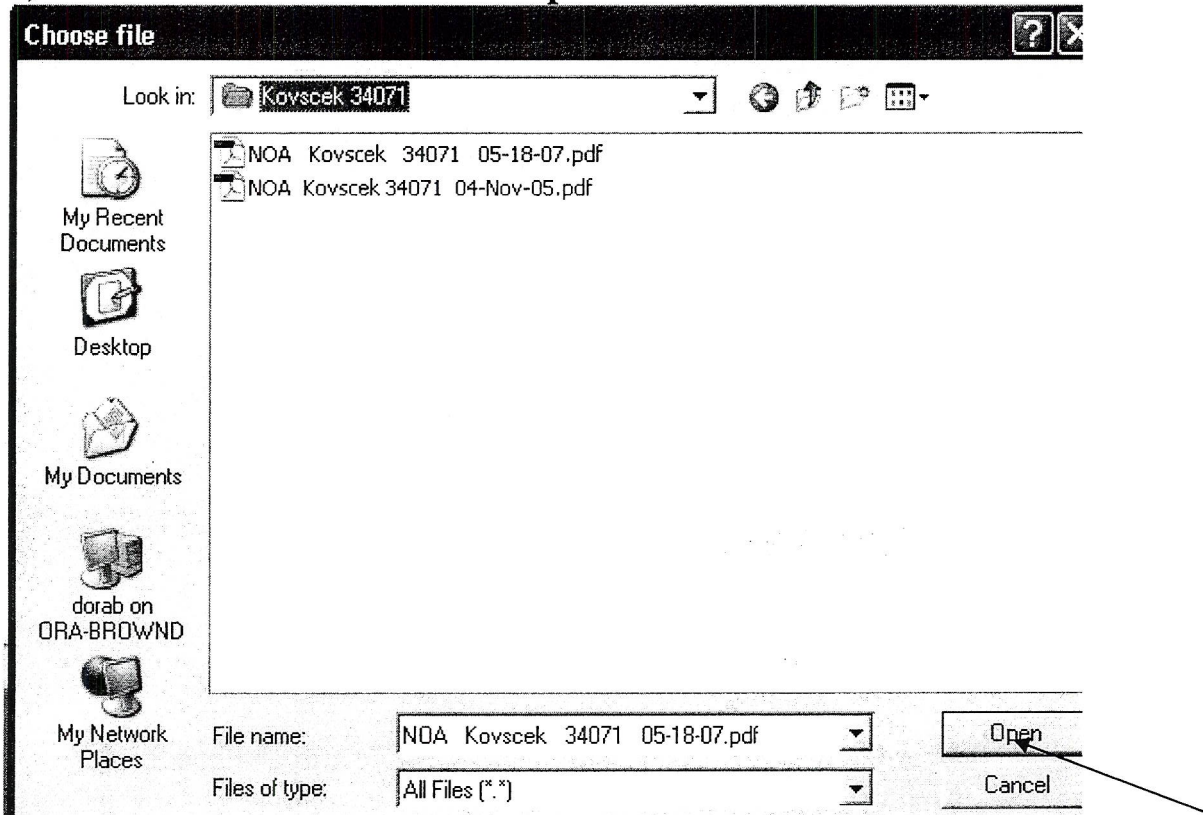 Choose file
Look in: Kovscek 34071
NOA Kovscek 34071 05-18-07.pdf
NOA Kovscek 34071 04-Nov-05.pdf
My Recent
Documents
Desktop
My Documents
dorab on
ORA-BROWND
My Network
Places
File name: NOA Kovscek 34071 05-18-07.pdf Open
Files of type: All Files (*.*) Cancel